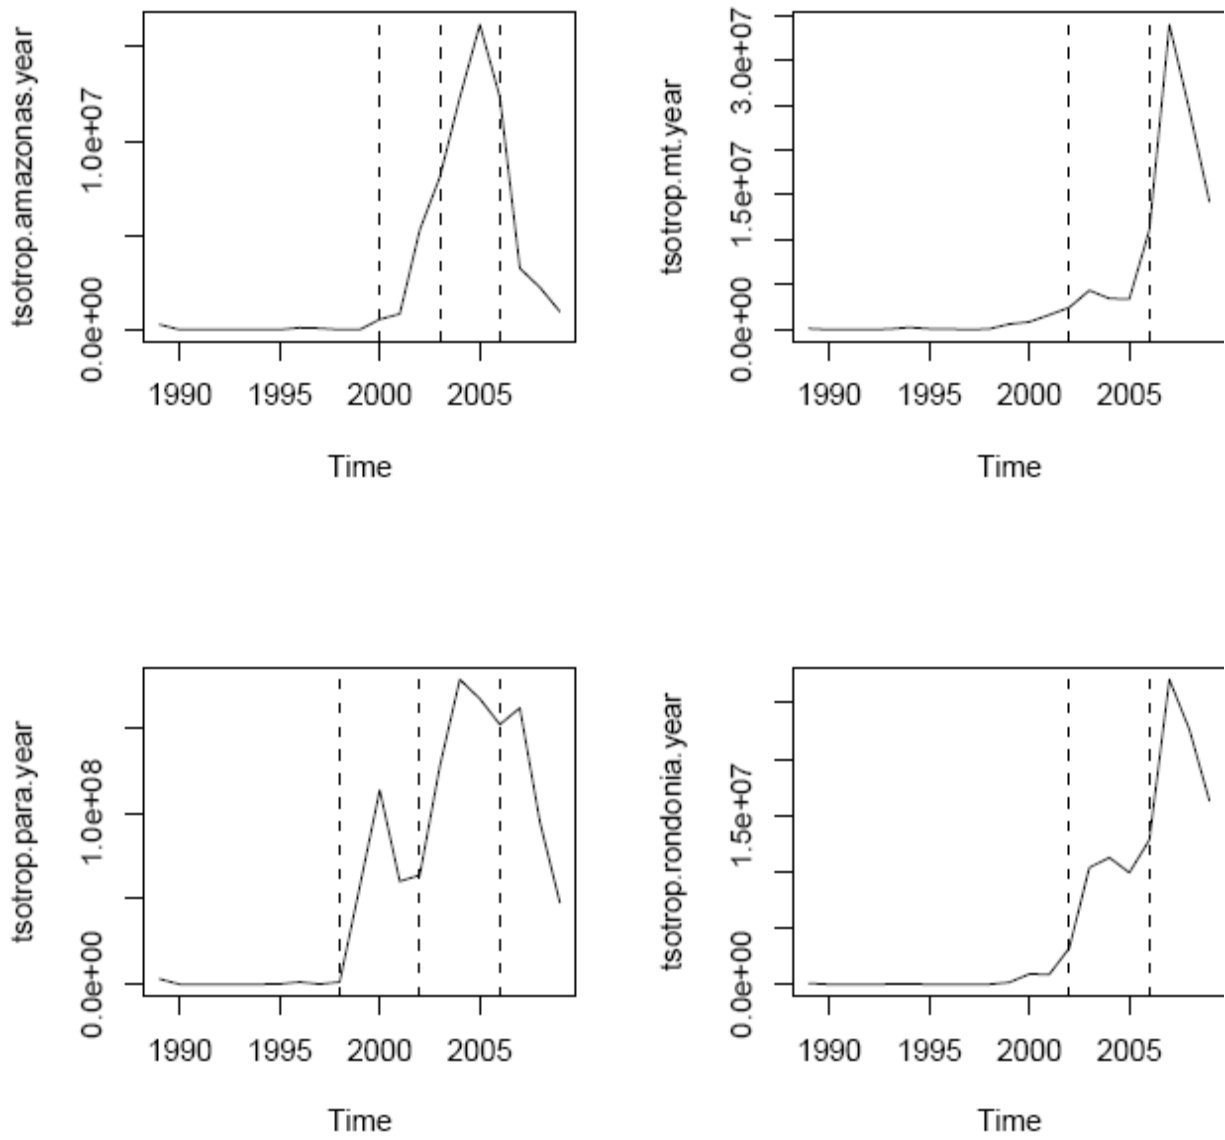 tsotrop.amazonas.year
0.0e+00 1.0e+07
1990 1995 2000 2005
Time
tsotrop.mt.year
0.0e+00 1.5e+07 3.0e+07
1990 1995 2000 2005
Time
tsotrop.para.year
0.0e+00 1.0e+08
1990 1995 2000 2005
Time
tsotrop.rondonia.year
0.0e+00 1.5e+07
1990 1995 2000 2005
Time